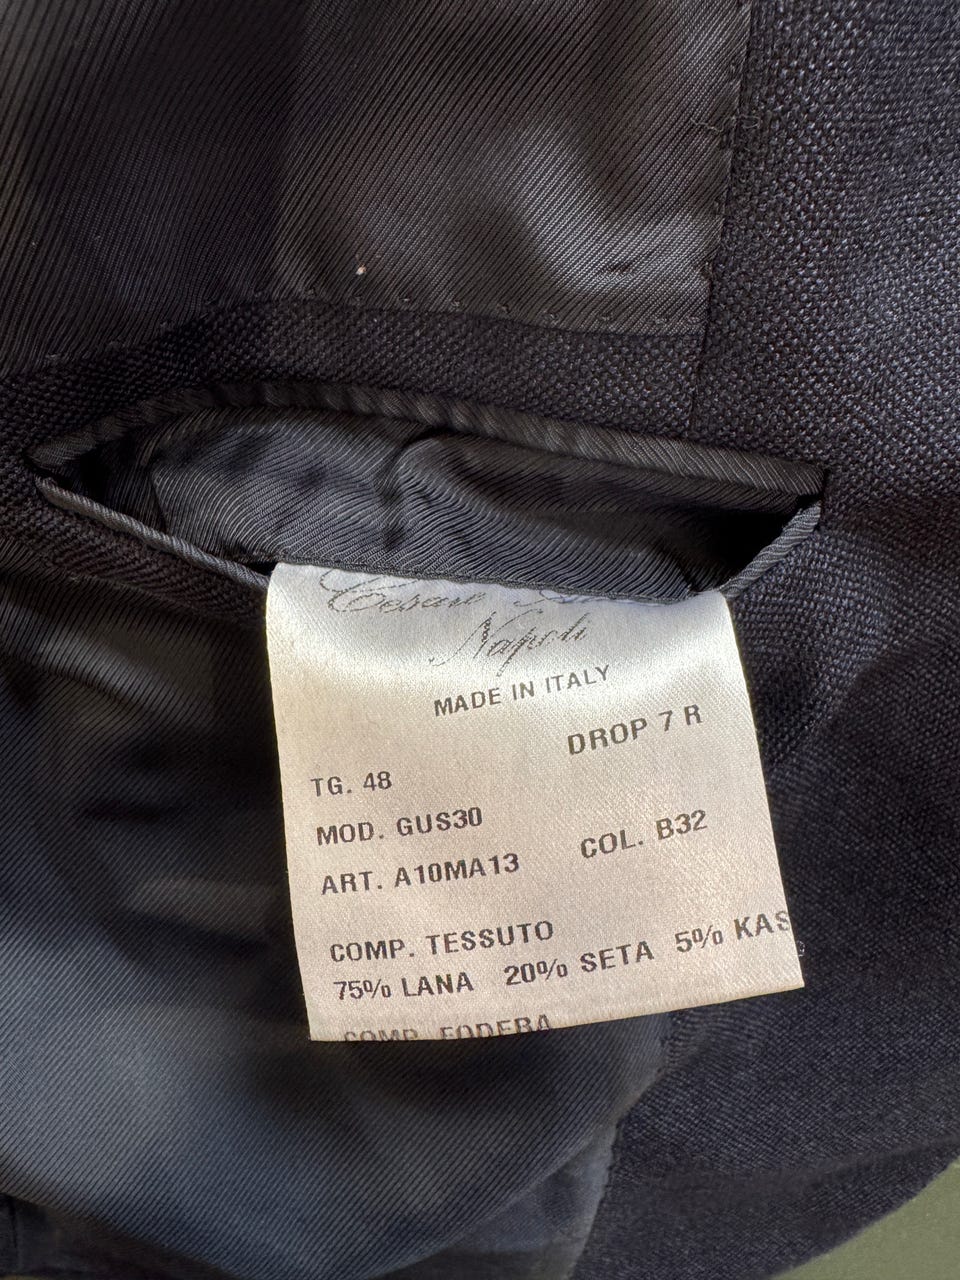 Cesare
Napoli
MADE IN ITALY
DROP 7 R
TG. 48
MOD. GUS30
ART. A10MA13 COL. B32
COMP. TESSUTO
75% LANA 20% SETA 5% KAS
COMP. FODERA